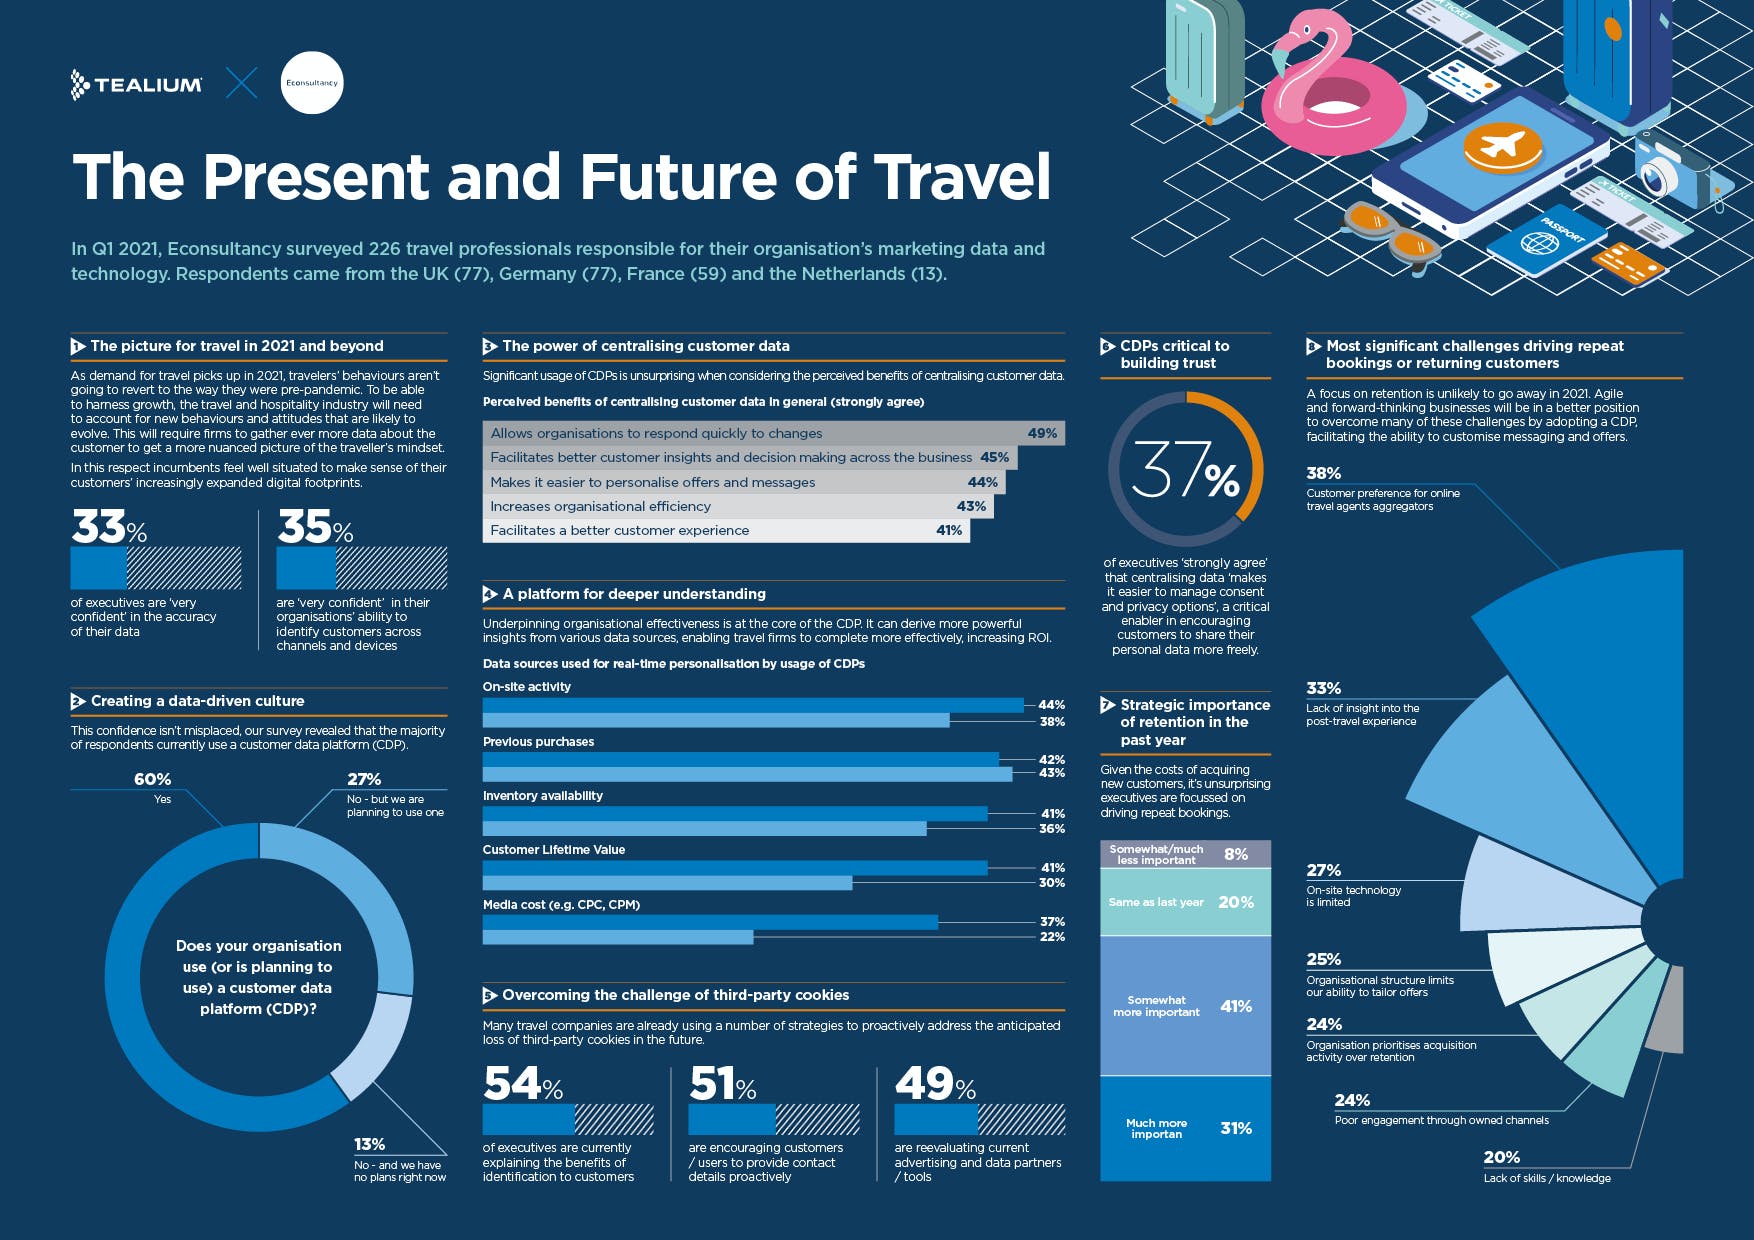 TEALIUM
Econsultancy
The Present and Future of Travel
In Q1 2021, Econsultancy surveyed 226 travel professionals responsible for their organisation's marketing data and
technology. Respondents came from the UK (77), Germany (77), France (59) and the Netherlands (13).
TICKET
TICKET
PASSPORT
1 The picture for travel in 2021 and beyond
As demand for travel picks up in 2021, travelers' behaviours aren't
going to revert to the way they were pre-pandemic. To be able
to harness growth, the travel and hospitality industry will need
to account for new behaviours and attitudes that are likely to
evolve. This will require firms to gather ever more data about the
customer to get a more nuanced picture of the traveller's mindset.
In this respect incumbents feel well situated to make sense of their
customers' increasingly expanded digital footprints.
33%
of executives are 'very
confident' in the accuracy
of their data
35%
are 'very confident' in their
organisations' ability to
identify customers across
channels and devices
2 Creating a data-driven culture
This confidence isn't misplaced, our survey revealed that the majority
of respondents currently use a customer data platform (CDP).
60%
Yes
27%
No - but we are
planning to use one
Does your organisation
use (or is planning to
use) a customer data
platform (CDP)?
13%
No - and we have
no plans right now
3 The power of centralising customer data
Significant usage of CDPs is unsurprising when considering the perceived benefits of centralising customer data.
Perceived benefits of centralising customer data in general (strongly agree)
Allows organisations to respond quickly to changes 49%
Facilitates better customer insights and decision making across the business 45%
Makes it easier to personalise offers and messages 44%
Increases organisational efficiency 43%
Facilitates a better customer experience 41%
4 A platform for deeper understanding
Underpinning organisational effectiveness is at the core of the CDP. It can derive more powerful
insights from various data sources, enabling travel firms to complete more effectively, increasing ROI.
Data sources used for real-time personalisation by usage of CDPs
On-site activity
44%
38%
Previous purchases
42%
43%
Inventory availability
41%
36%
Customer Lifetime Value
41%
30%
Media cost (e.g. CPC, CPM)
37%
22%
5 Overcoming the challenge of third-party cookies
Many travel companies are already using a number of strategies to proactively address the anticipated
loss of third-party cookies in the future.
54%
of executives are currently
explaining the benefits of
identification to customers
51%
are encouraging customers
/ users to provide contact
details proactively
49%
are reevaluating current
advertising and data partners
/ tools
6 CDPs critical to
building trust
37%
of executives 'strongly agree'
that centralising data 'makes
it easier to manage consent
and privacy options', a critical
enabler in encouraging
customers to share their
personal data more freely.
7 Strategic importance
of retention in the
past year
Given the costs of acquiring
new customers, it's unsurprising
executives are focussed on
driving repeat bookings.
Somewhat/much
less important 8%
Same as last year 20%
Somewhat
more important 41%
Much more
importan 31%
8 Most significant challenges driving repeat
bookings or returning customers
A focus on retention is unlikely to go away in 2021. Agile
and forward-thinking businesses will be in a better position
to overcome many of these challenges by adopting a CDP,
facilitating the ability to customise messaging and offers.
38%
Customer preference for online
travel agents aggregators
33%
Lack of insight into the
post-travel experience
27%
On-site technology
is limited
25%
Organisational structure limits
our ability to tailor offers
24%
Organisation prioritises acquisition
activity over retention
24%
Poor engagement through owned channels
20%
Lack of skills / knowledge